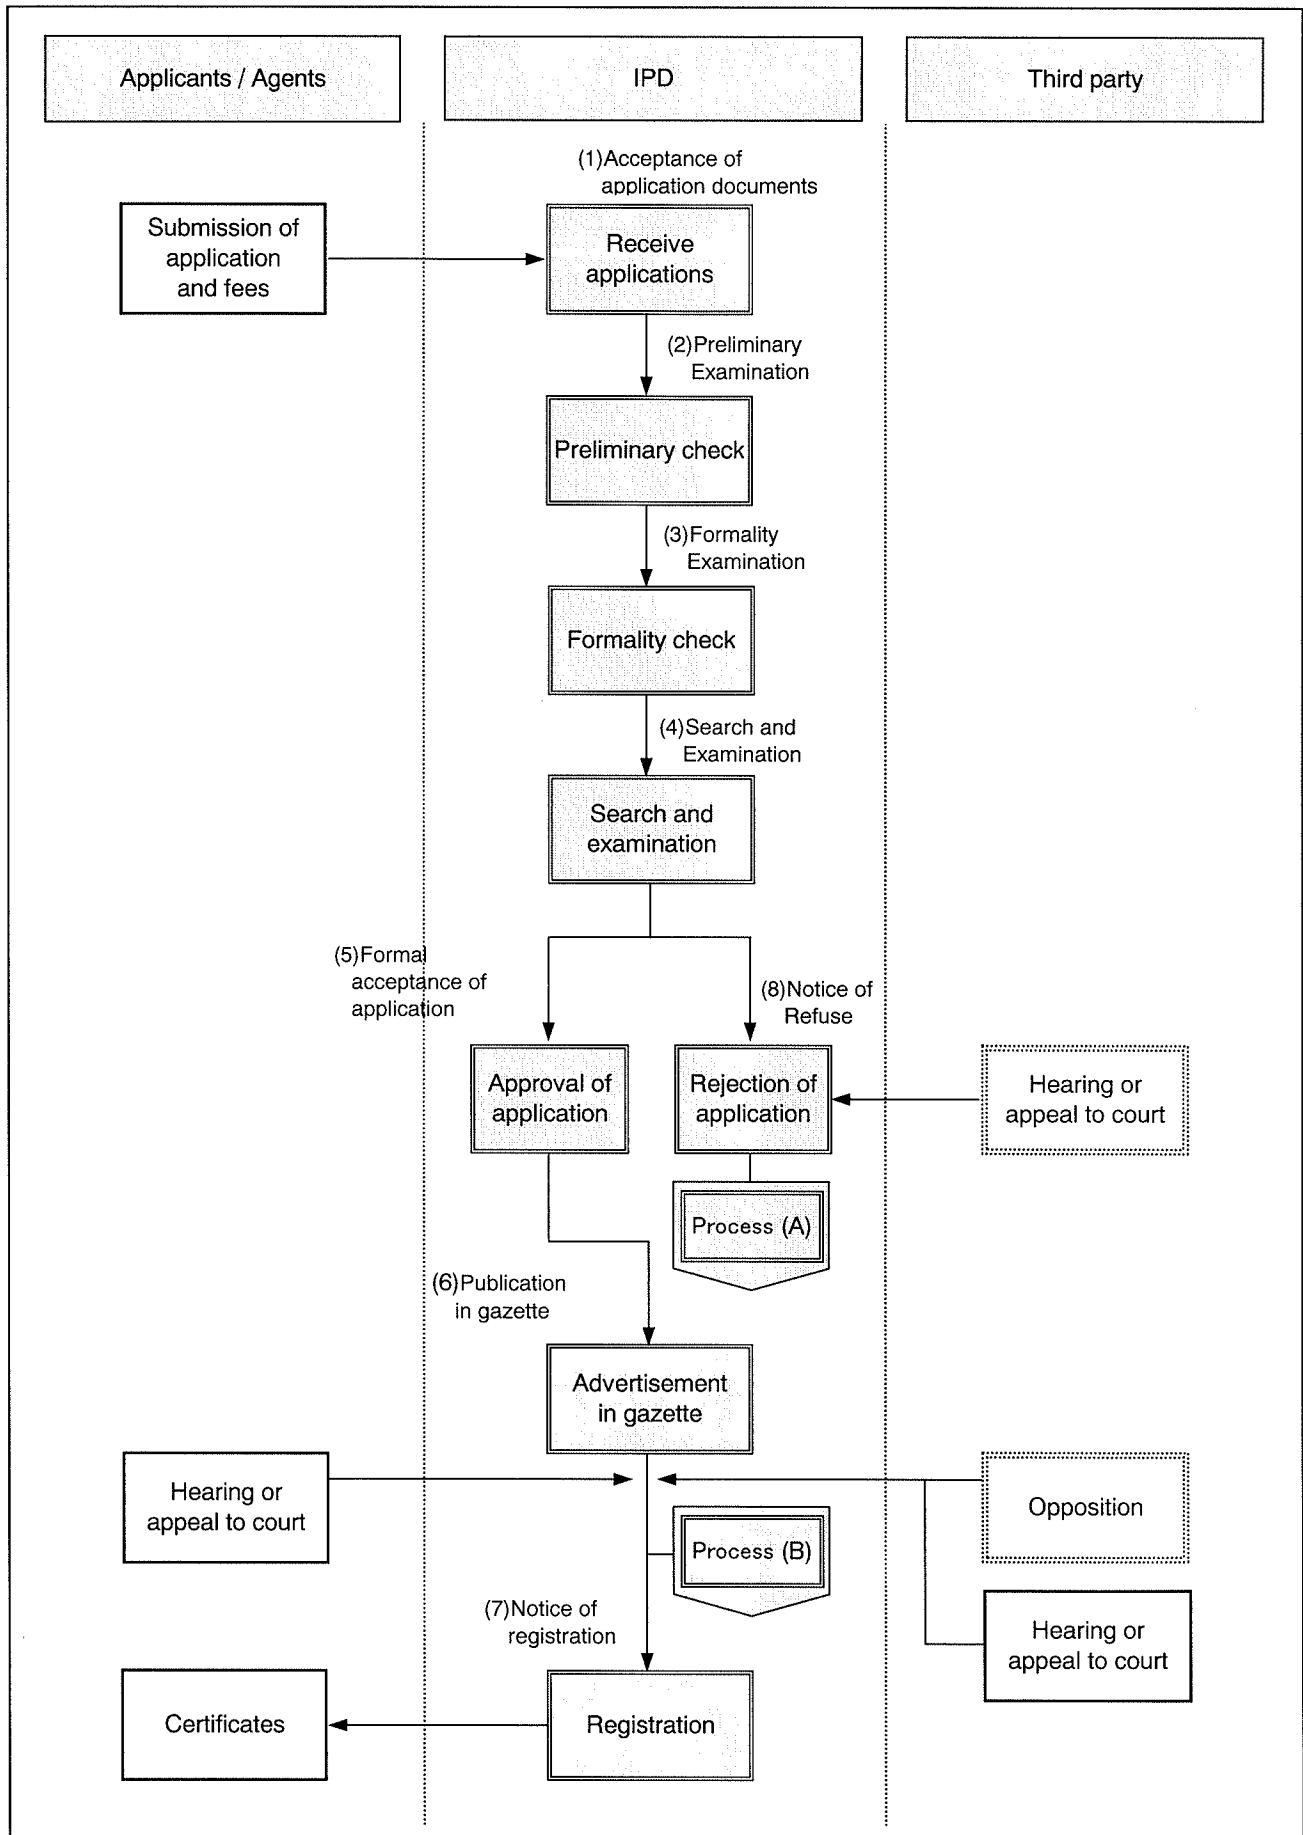 Applicants / Agents
IPD
Third party
(1)Acceptance of
application documents
Submission of
application
and fees
Receive
applications
(2)Preliminary
Examination
Preliminary check
(3)Formality
Examination
Formality check
(4)Search and
Examination
Search and
examination
(5)Formal
acceptance of
application
(8)Notice of
Refuse
Approval of
application
Rejection of
application
Hearing or
appeal to court
Process (A)
(6)Publication
in gazette
Advertisement
in gazette
Hearing or
appeal to court
Opposition
Process (B)
(7)Notice of
registration
Hearing or
appeal to court
Certificates
Registration